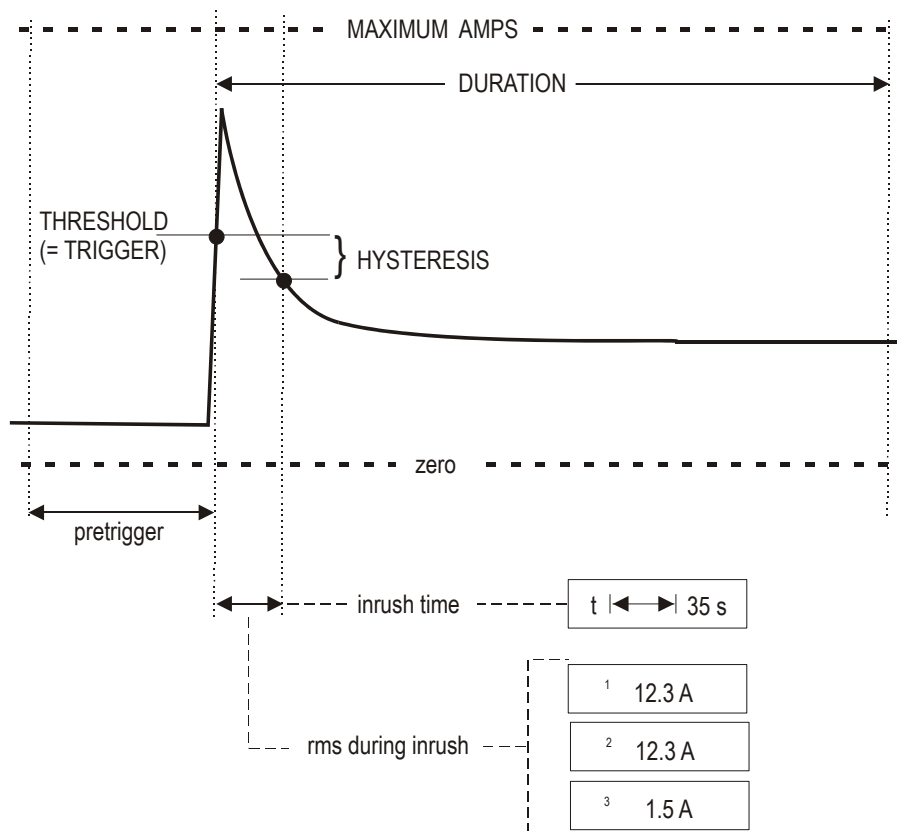 MAXIMUM AMPS
DURATION
THRESHOLD
(= TRIGGER)
} HYSTERESIS
zero
pretrigger
inrush time
t 35 s
1 12.3 A
rms during inrush
2 12.3 A
3 1.5 A